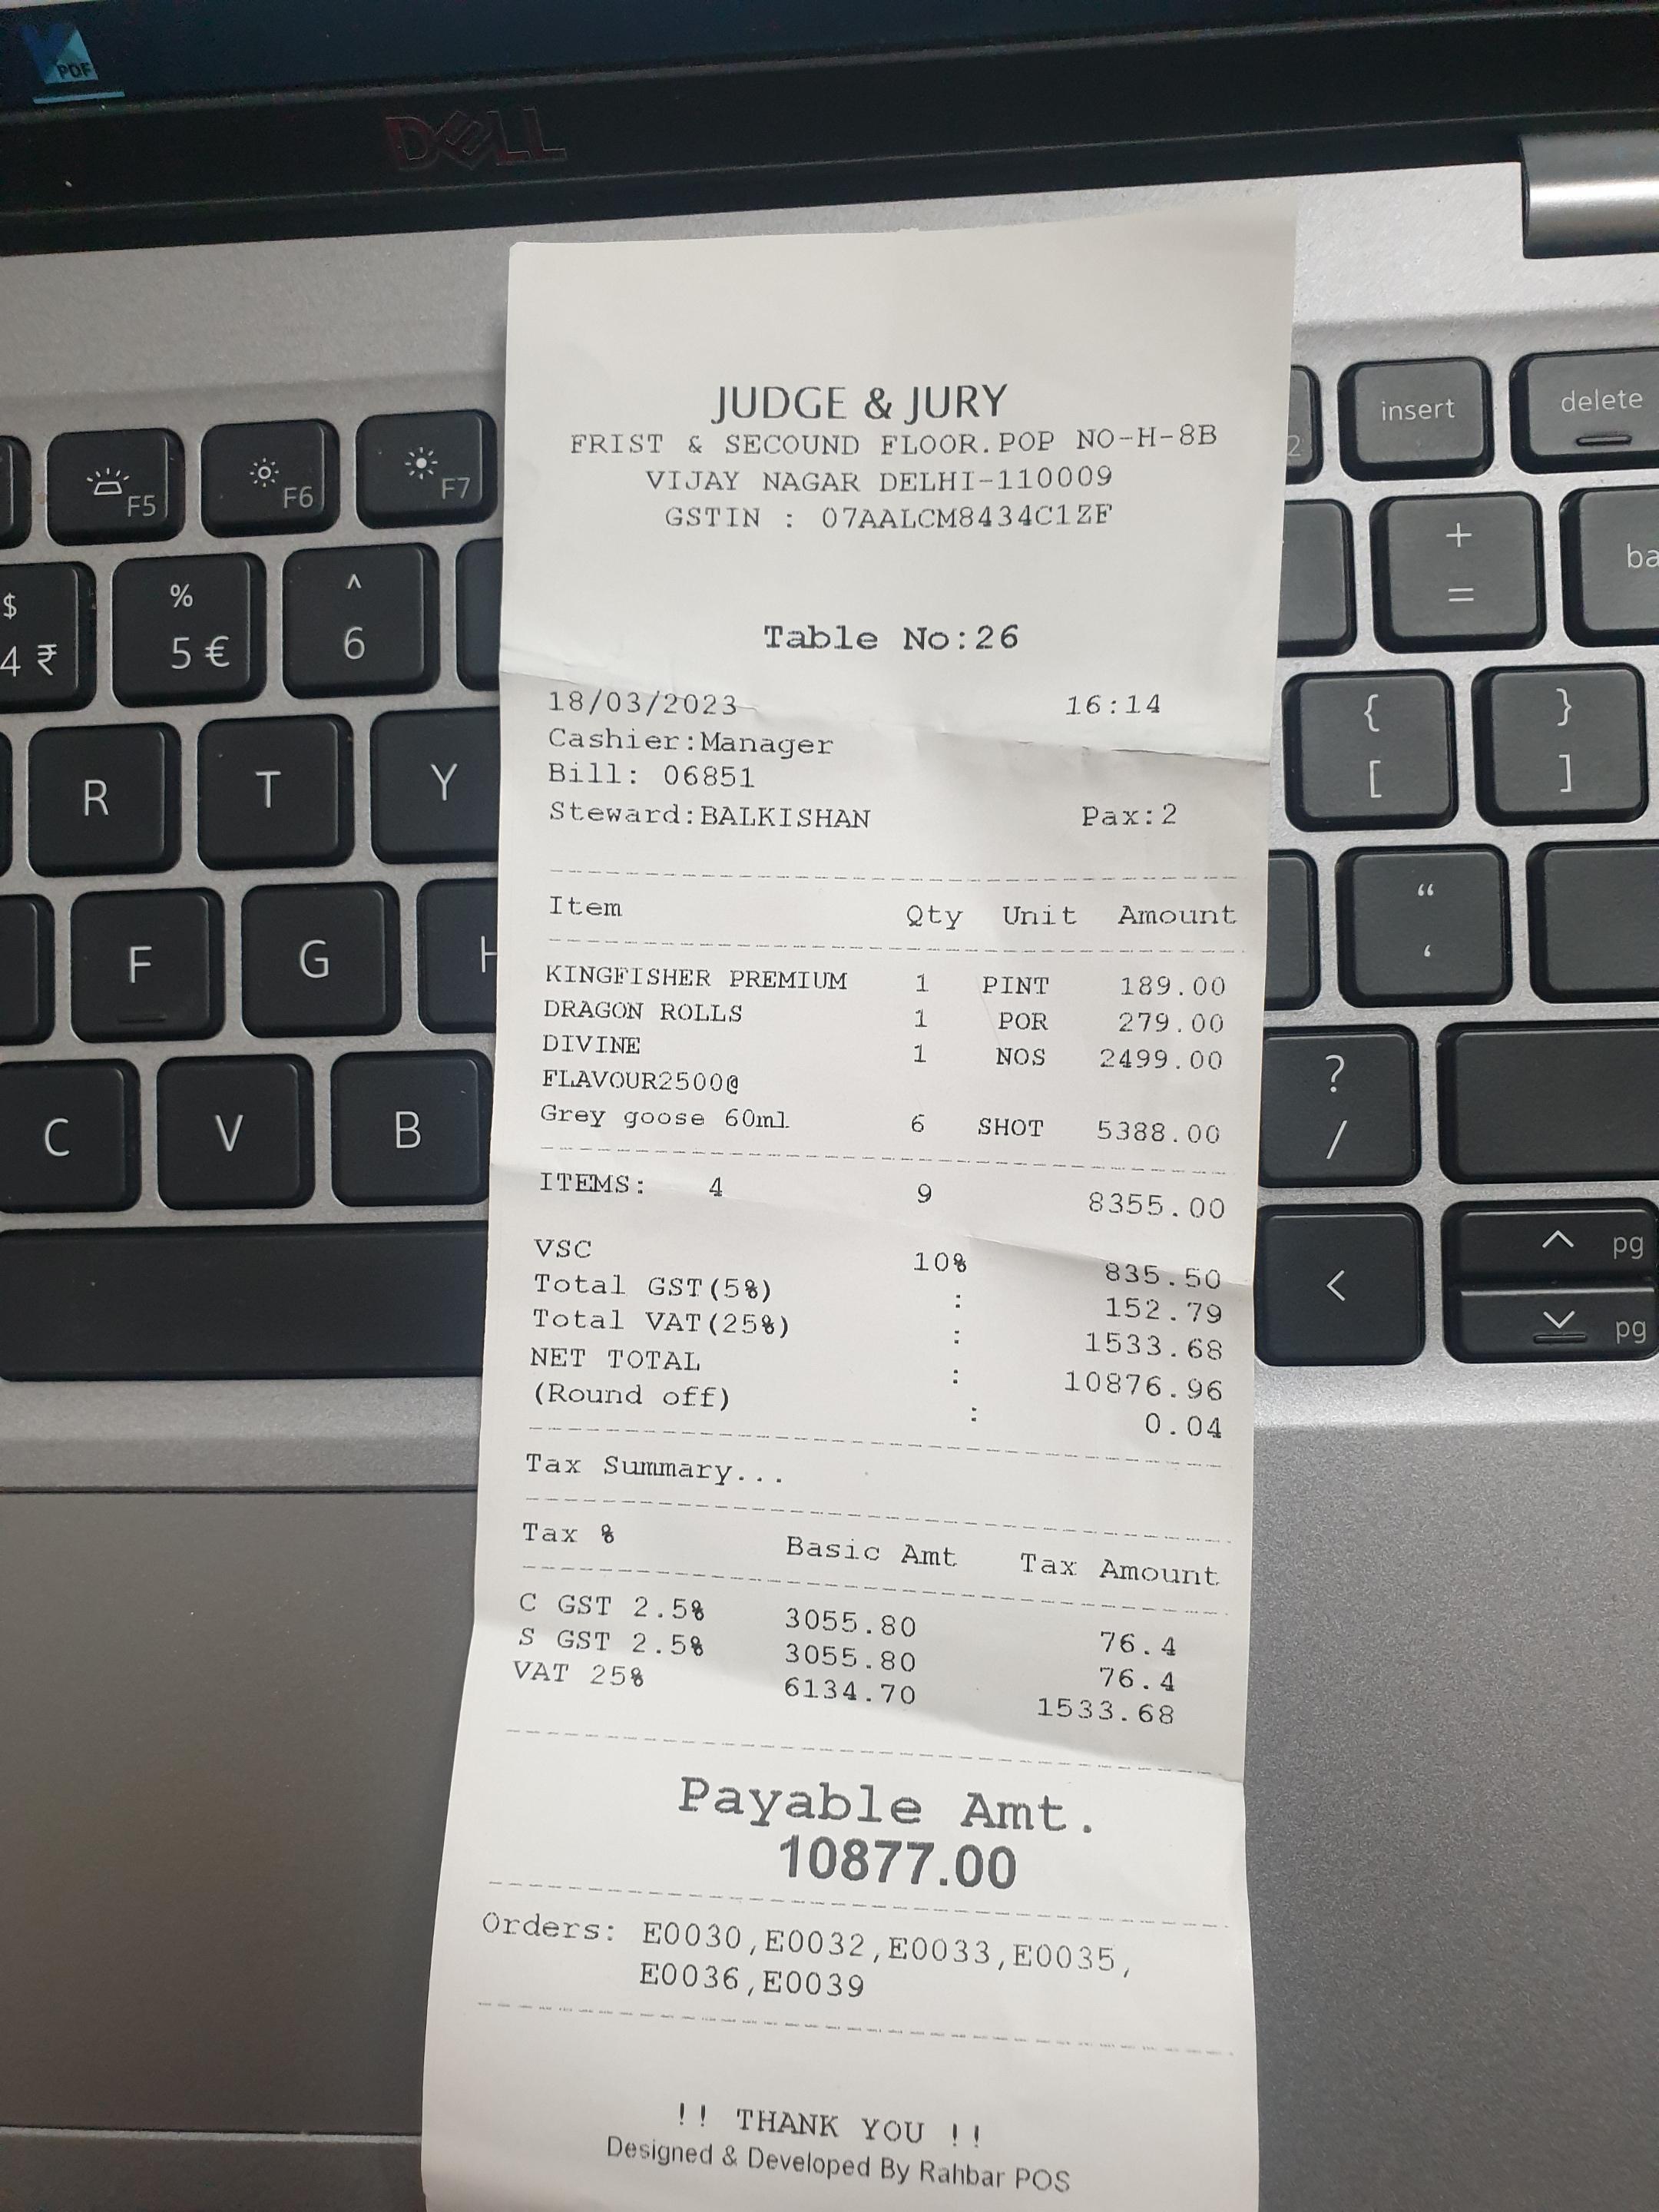 PDF
DELL
F5 F6 F7 insert delete
$ 4 ₹ % 5 € ^ 6 + = ba
R T Y { [ } ]
F G H “ ‘
C V B ? /
^ pg
< pg
JUDGE & JURY
FRIST & SECOUND FLOOR.POP NO-H-8B
VIJAY NAGAR DELHI-110009
GSTIN : 07AALCM8434C1ZF
Table No:26
18/03/2023 16:14
Cashier:Manager
Bill: 06851
Steward:BALKISHAN Pax:2
Item Qty Unit Amount
KINGFISHER PREMIUM 1 PINT 189.00
DRAGON ROLLS 1 POR 279.00
DIVINE 1 NOS 2499.00
FLAVOUR2500@
Grey goose 60ml 6 SHOT 5388.00
ITEMS: 4 9 8355.00
VSC 10% 835.50
Total GST(5%) : 152.79
Total VAT(25%) : 1533.68
NET TOTAL : 10876.96
(Round off) : 0.04
Tax Summary...
Tax % Basic Amt Tax Amount
C GST 2.5% 3055.80 76.4
S GST 2.5% 3055.80 76.4
VAT 25% 6134.70 1533.68
Payable Amt.
10877.00
Orders: E0030,E0032,E0033,E0035,
E0036,E0039
!! THANK YOU !!
Designed & Developed By Rahbar POS